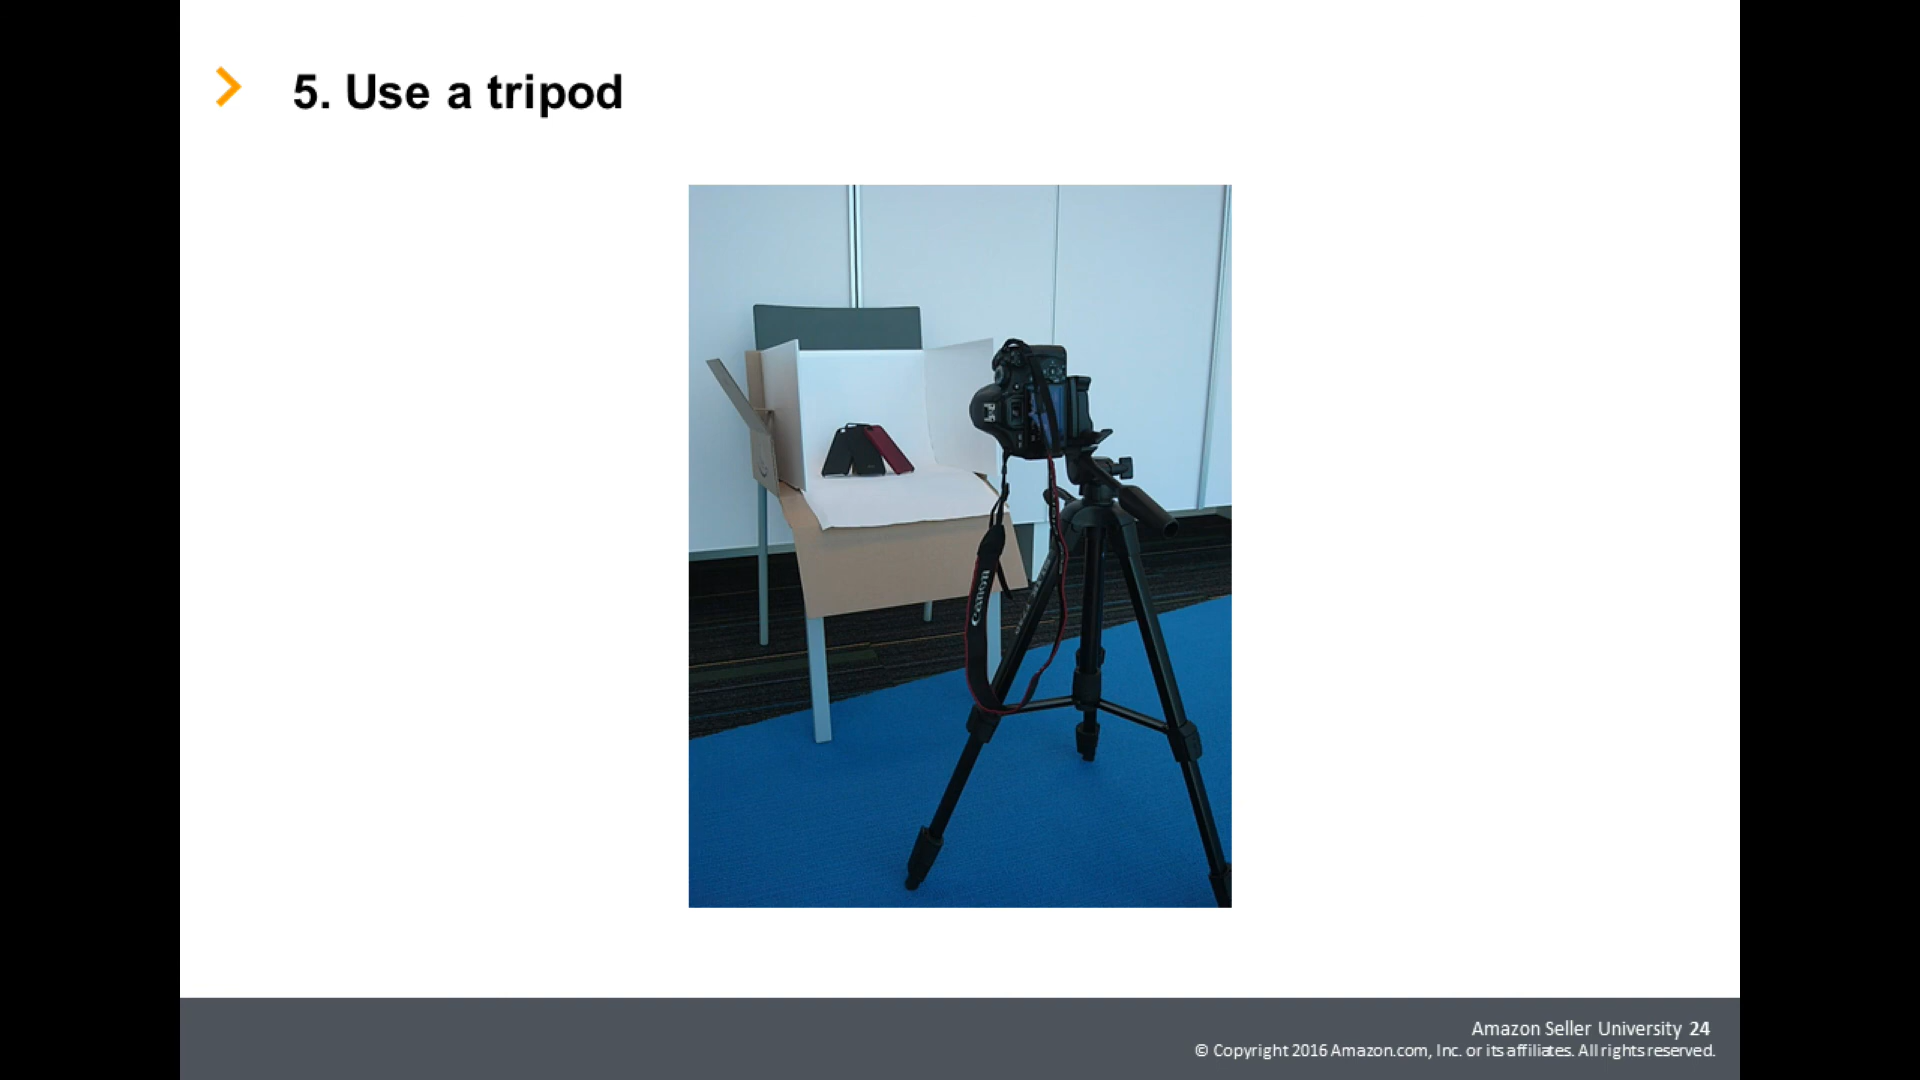 5. Use a tripod
Canon
Amazon Seller University 24
© Copyright 2016 Amazon.com, Inc. or its affiliates. All rights reserved.